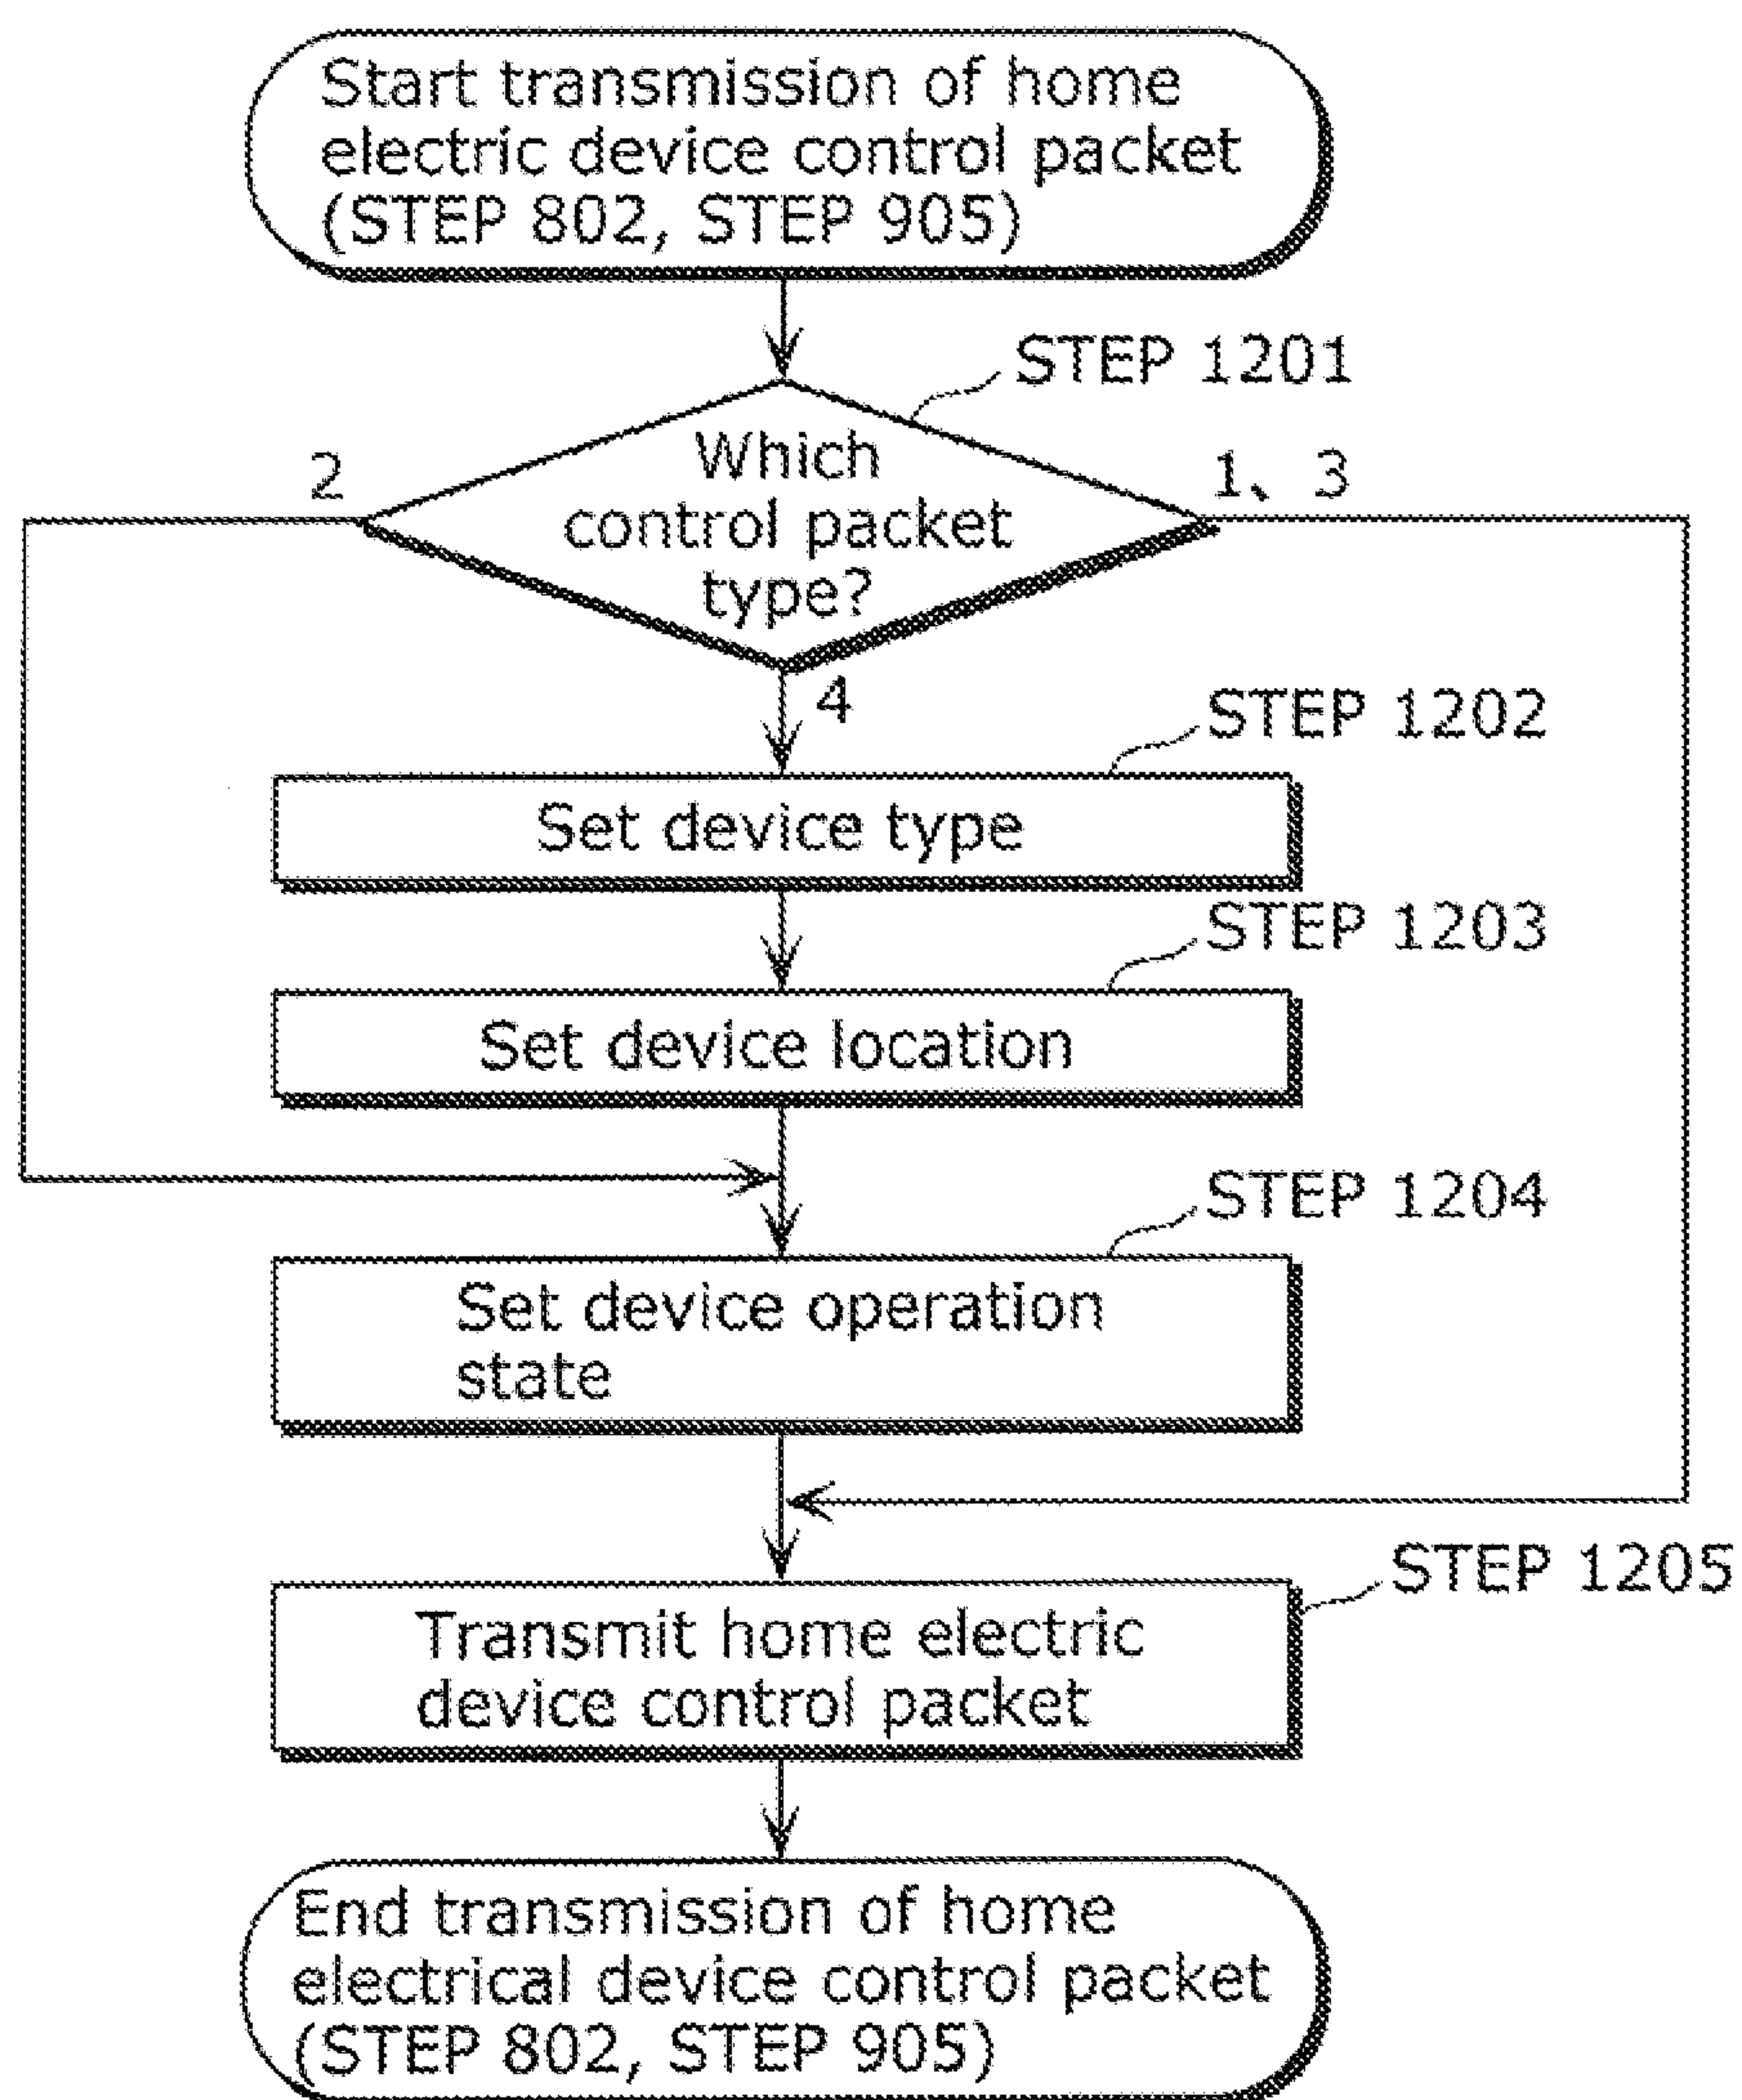 Start transmission of home
electric device control packet
(STEP 802, STEP 905)
STEP 1201
Which
control packet
type?
2
1、3
4
STEP 1202
Set device type
STEP 1203
Set device location
STEP 1204
Set device operation
state
STEP 1205
Transmit home electric
device control packet
End transmission of home
electrical device control packet
(STEP 802, STEP 905)